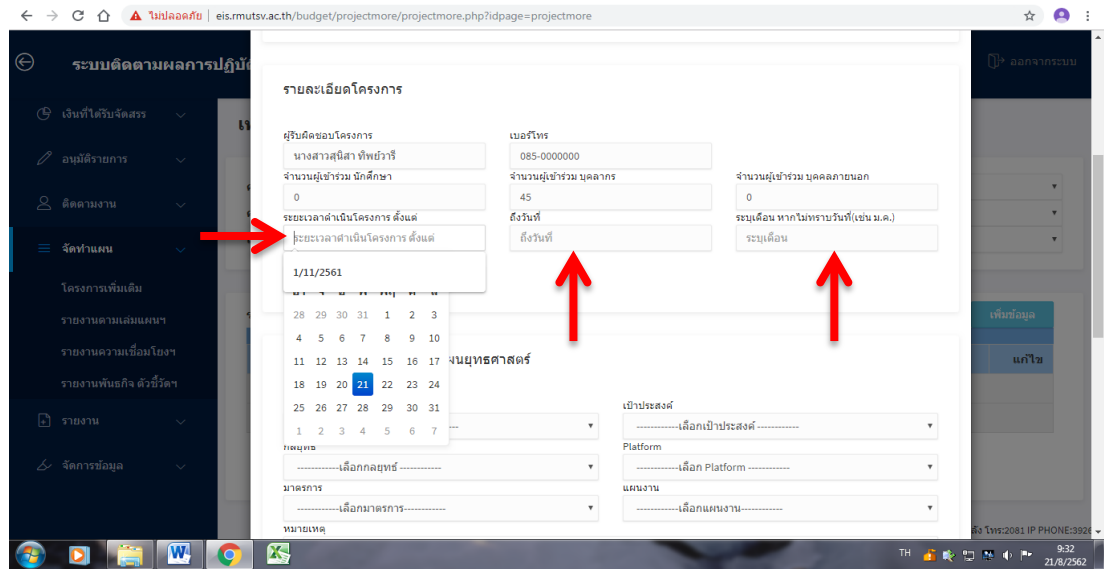 ไม่ปลอดภัย | eis.rmutsv.ac.th/budget/projectmore/projectmore.php?idpage=projectmore
ระบบติดตามผลการปฏิบัติ
ออกจากระบบ
เงินที่ได้รับจัดสรร
อนุมัติรายการ
ติดตามงาน
จัดทำแผน
โครงการเพิ่มเติม
รายงานตามเล่มแผนฯ
รายงานความเชื่อมโยงฯ
รายงานพันธกิจ ตัวชี้วัดฯ
รายงาน
จัดการข้อมูล
รายละเอียดโครงการ
ผู้รับผิดชอบโครงการ
เบอร์โทร
นางสาวสุนิสา ทิพย์วารี
085-0000000
จำนวนผู้เข้าร่วม นักศึกษา
จำนวนผู้เข้าร่วม บุคลากร
จำนวนผู้เข้าร่วม บุคคลภายนอก
0
45
0
ระยะเวลาดำเนินโครงการ ตั้งแต่
ถึงวันที่
ระบุเดือน หากไม่ทราบวันที่(เช่น ม.ค.)
ระยะเวลาดำเนินโครงการ ตั้งแต่
ถึงวันที่
ระบุเดือน
1/11/2561
อา จ อ พ พฤ ศ ส
28 29 30 31 1 2 3
4 5 6 7 8 9 10
11 12 13 14 15 16 17
18 19 20 21 22 23 24
25 26 27 28 29 30 31
1 2 3 4 5 6 7
เพิ่มข้อมูล
แก้ไข
ผนยุทธศาสตร์
เป้าประสงค์
------------เลือกเป้าประสงค์ ------------
กลยุทธ์
Platform
------------เลือกกลยุทธ์ ------------
------------เลือก Platform ------------
มาตรการ
แผนงาน
------------เลือกมาตรการ------------
------------เลือกแผนงาน------------
หมายเหตุ
ลัง โทร:2081 IP PHONE:3926
TH
9:32
21/8/2562